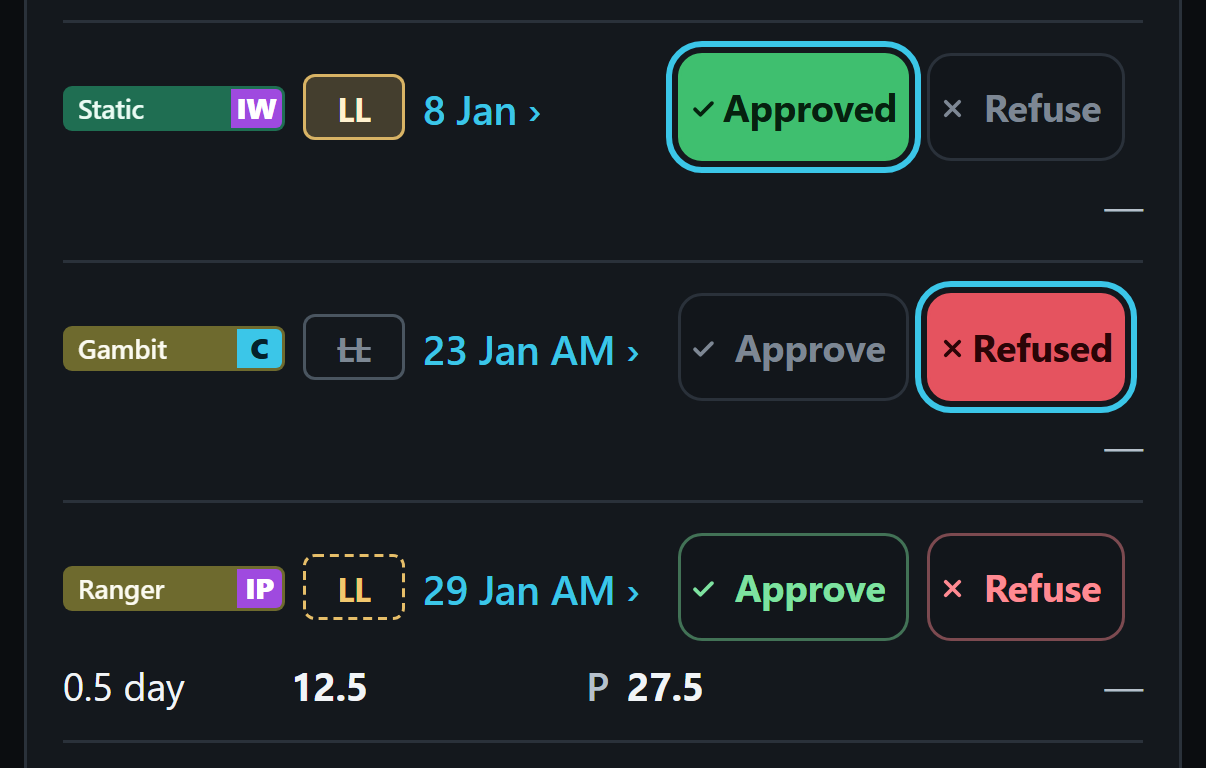 Static IW LL 8 Jan › ✓ Approved ✕ Refuse
—
Gambit C LL 23 Jan AM › ✓ Approve ✕ Refused
—
Ranger IP LL 29 Jan AM › ✓ Approve ✕ Refuse
0.5 day 12.5 P 27.5 —